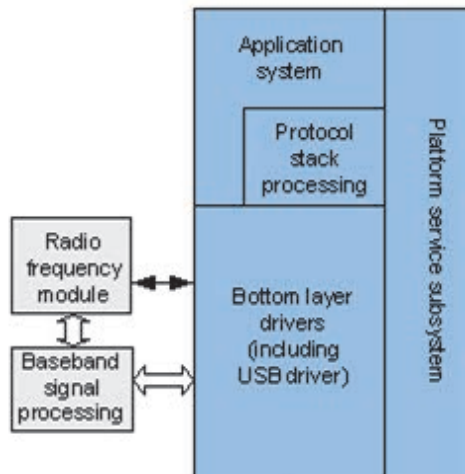 Application
system
Protocol
stack
processing
Platform service subsystem
Radio
frequency
module
Bottom layer
drivers
(including
USB driver)
Baseband
signal
processing